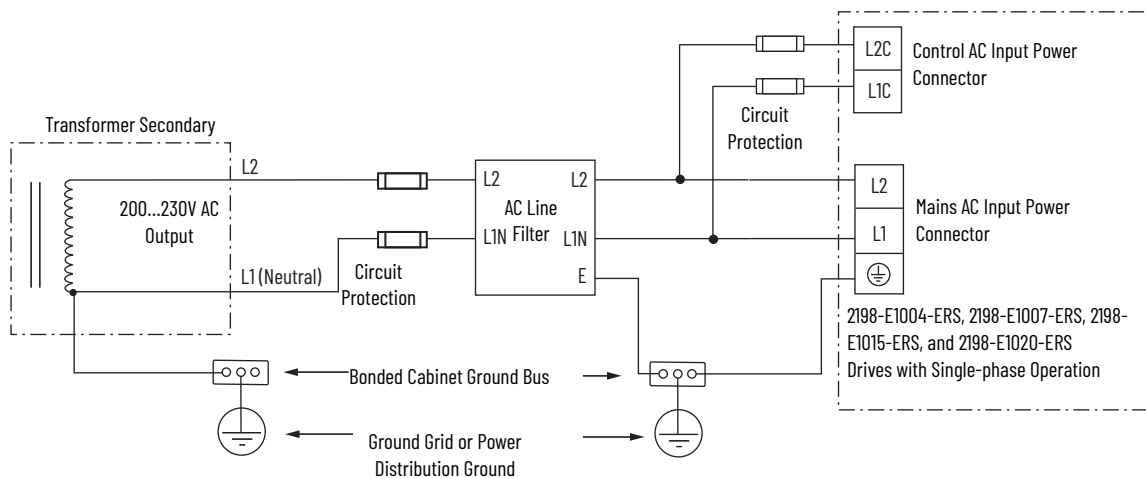 Transformer Secondary
200...230V AC
Output
L2
L1 (Neutral)
Circuit
Protection
L2
L2
AC Line
Filter
L1N
L1N
E
Circuit
Protection
L2C
L1C
Control AC Input Power
Connector
L2
L1
Mains AC Input Power
Connector
2198-E1004-ERS, 2198-E1007-ERS, 2198-
E1015-ERS, and 2198-E1020-ERS
Drives with Single-phase Operation
Bonded Cabinet Ground Bus
Ground Grid or Power
Distribution Ground